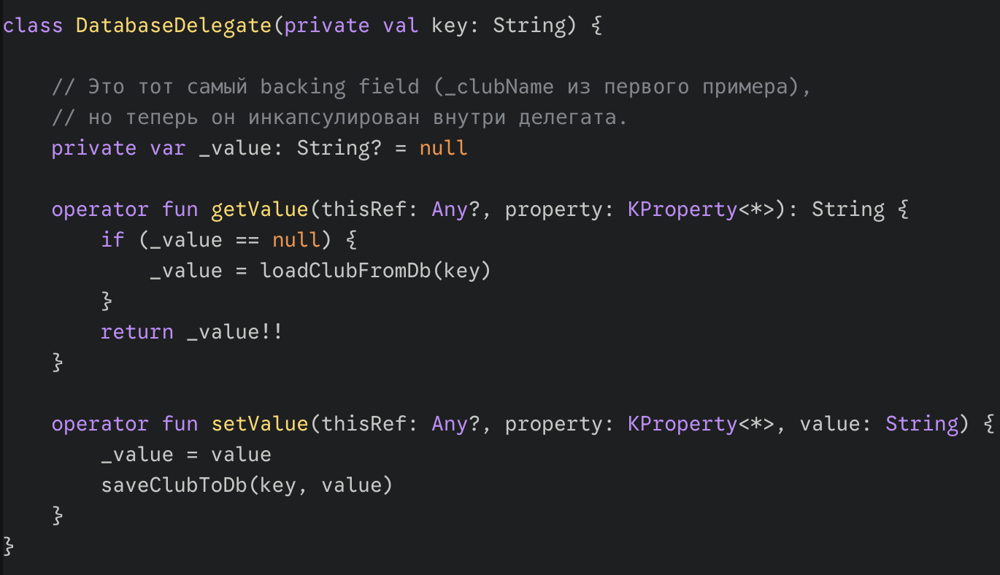 class DatabaseDelegate(private val key: String) {
// Это тот самый backing field (_clubName из первого примера),
// но теперь он инкапсулирован внутри делегата.
private var _value: String? = null
operator fun getValue(thisRef: Any?, property: KProperty<*>): String {
if (_value == null) {
_value = loadClubFromDb(key)
}
return _value!!
}
operator fun setValue(thisRef: Any?, property: KProperty<*>, value: String) {
_value = value
saveClubToDb(key, value)
}
}